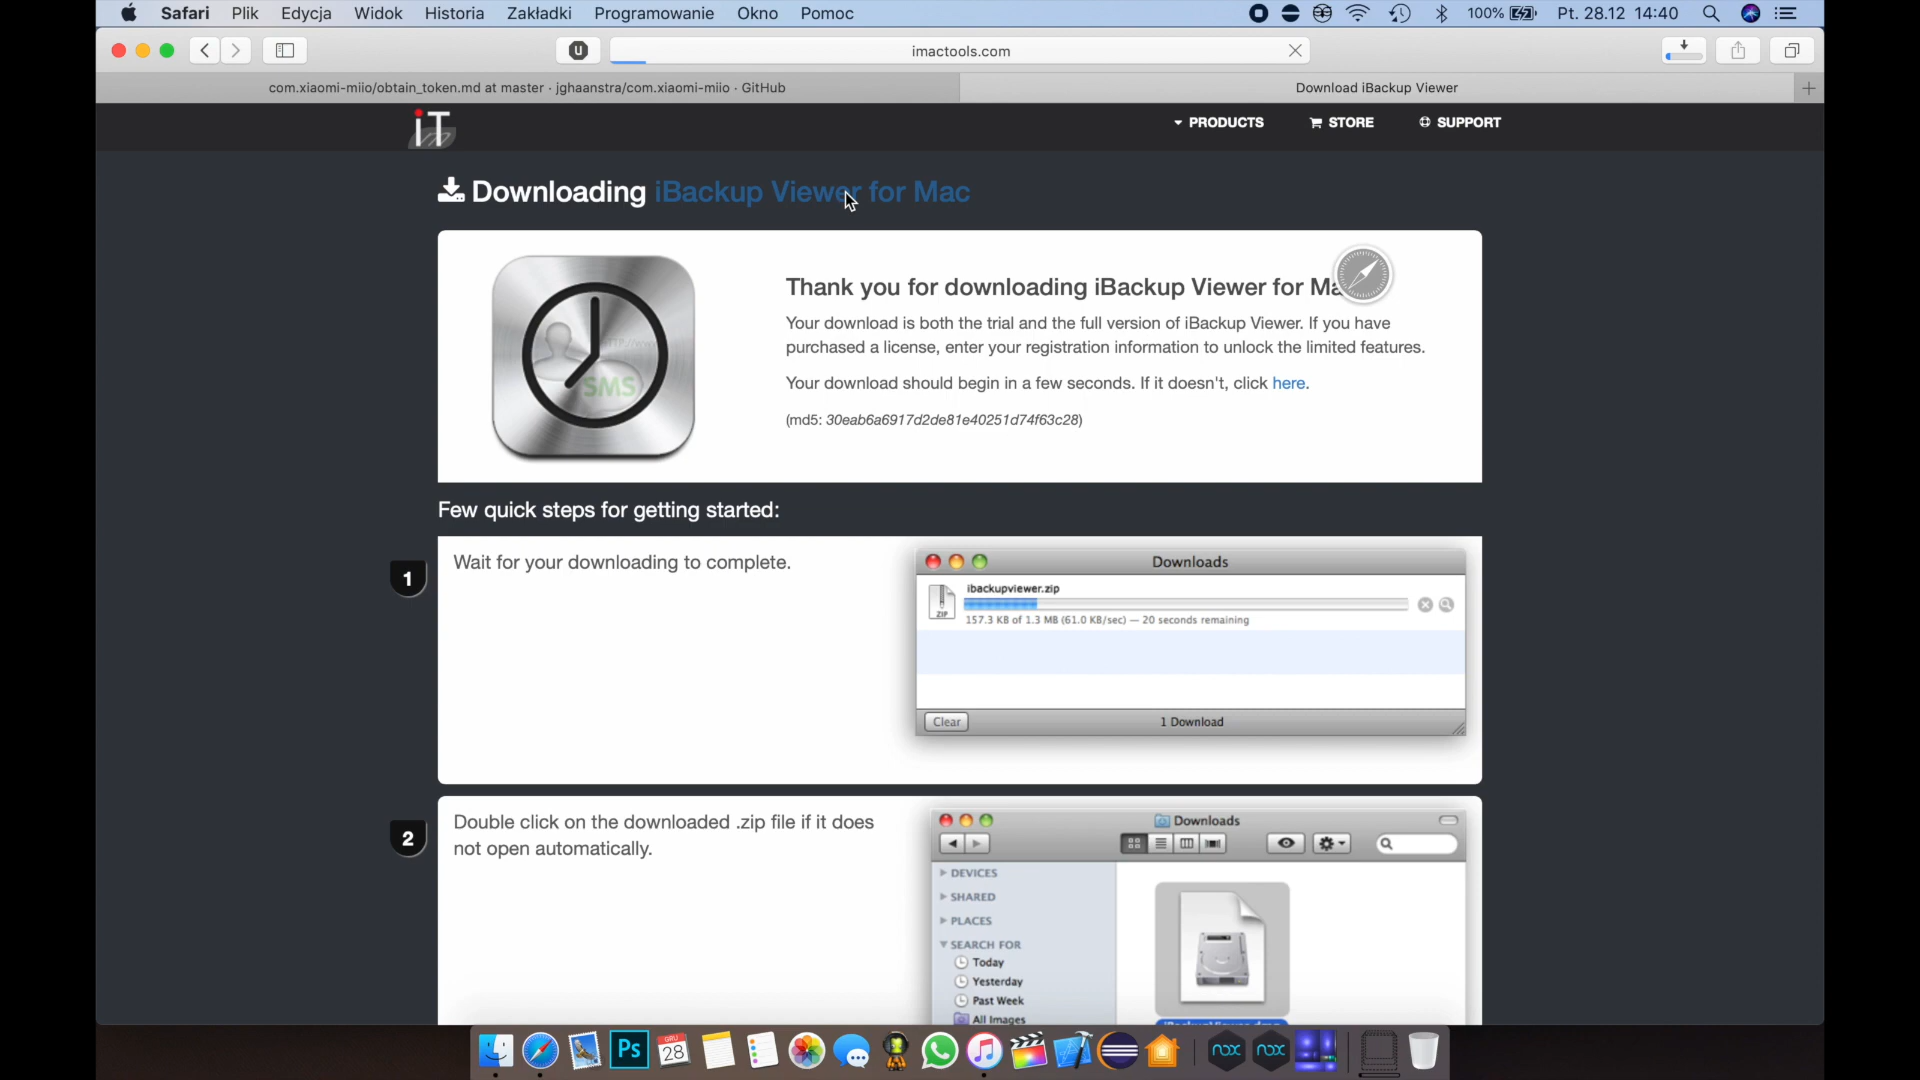 Safari Plik Edycja Widok Historia Zakładki Programowanie Okno Pomoc 100% Pt. 28.12 14:40
imactools.com
com.xiaomi-miio/obtain_token.md at master · jghaanstra/com.xiaomi-miio · GitHub
Download iBackup Viewer
iT
PRODUCTS STORE SUPPORT
Downloading iBackup Viewer for Mac
Thank you for downloading iBackup Viewer for Ma
Your download is both the trial and the full version of iBackup Viewer. If you have
purchased a license, enter your registration information to unlock the limited features.
Your download should begin in a few seconds. If it doesn't, click here.
(md5: 30eab6a6917d2de81e40251d74f63c28)
SMS
Few quick steps for getting started:
1
Wait for your downloading to complete.
Downloads
ibackupviewer.zip
ZIP
157.3 KB of 1.3 MB (61.0 KB/sec) — 20 seconds remaining
Clear
1 Download
2
Double click on the downloaded .zip file if it does
not open automatically.
Downloads
DEVICES
SHARED
PLACES
SEARCH FOR
Today
Yesterday
Past Week
All Images
Ps
28
nox
nox